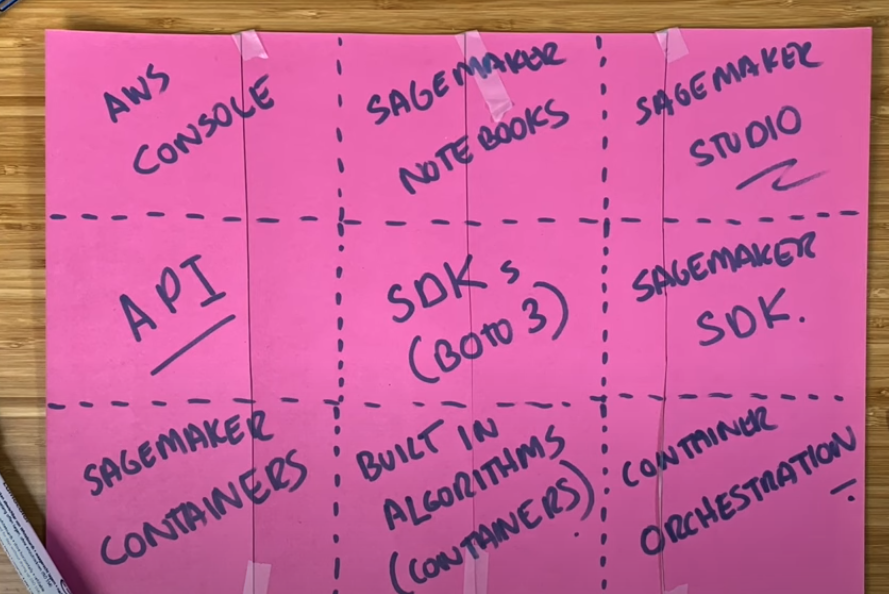 AWS
CONSOLE
SAGEMAKER
NOTEBOOKS
SAGEMAKER
STUDIO
API
SDKs
(BOTO 3)
SAGEMAKER
SDK.
SAGEMAKER
CONTAINERS
BUILT IN
ALGORITHMS
(CONTAINERS).
CONTAINER
ORCHESTRATION